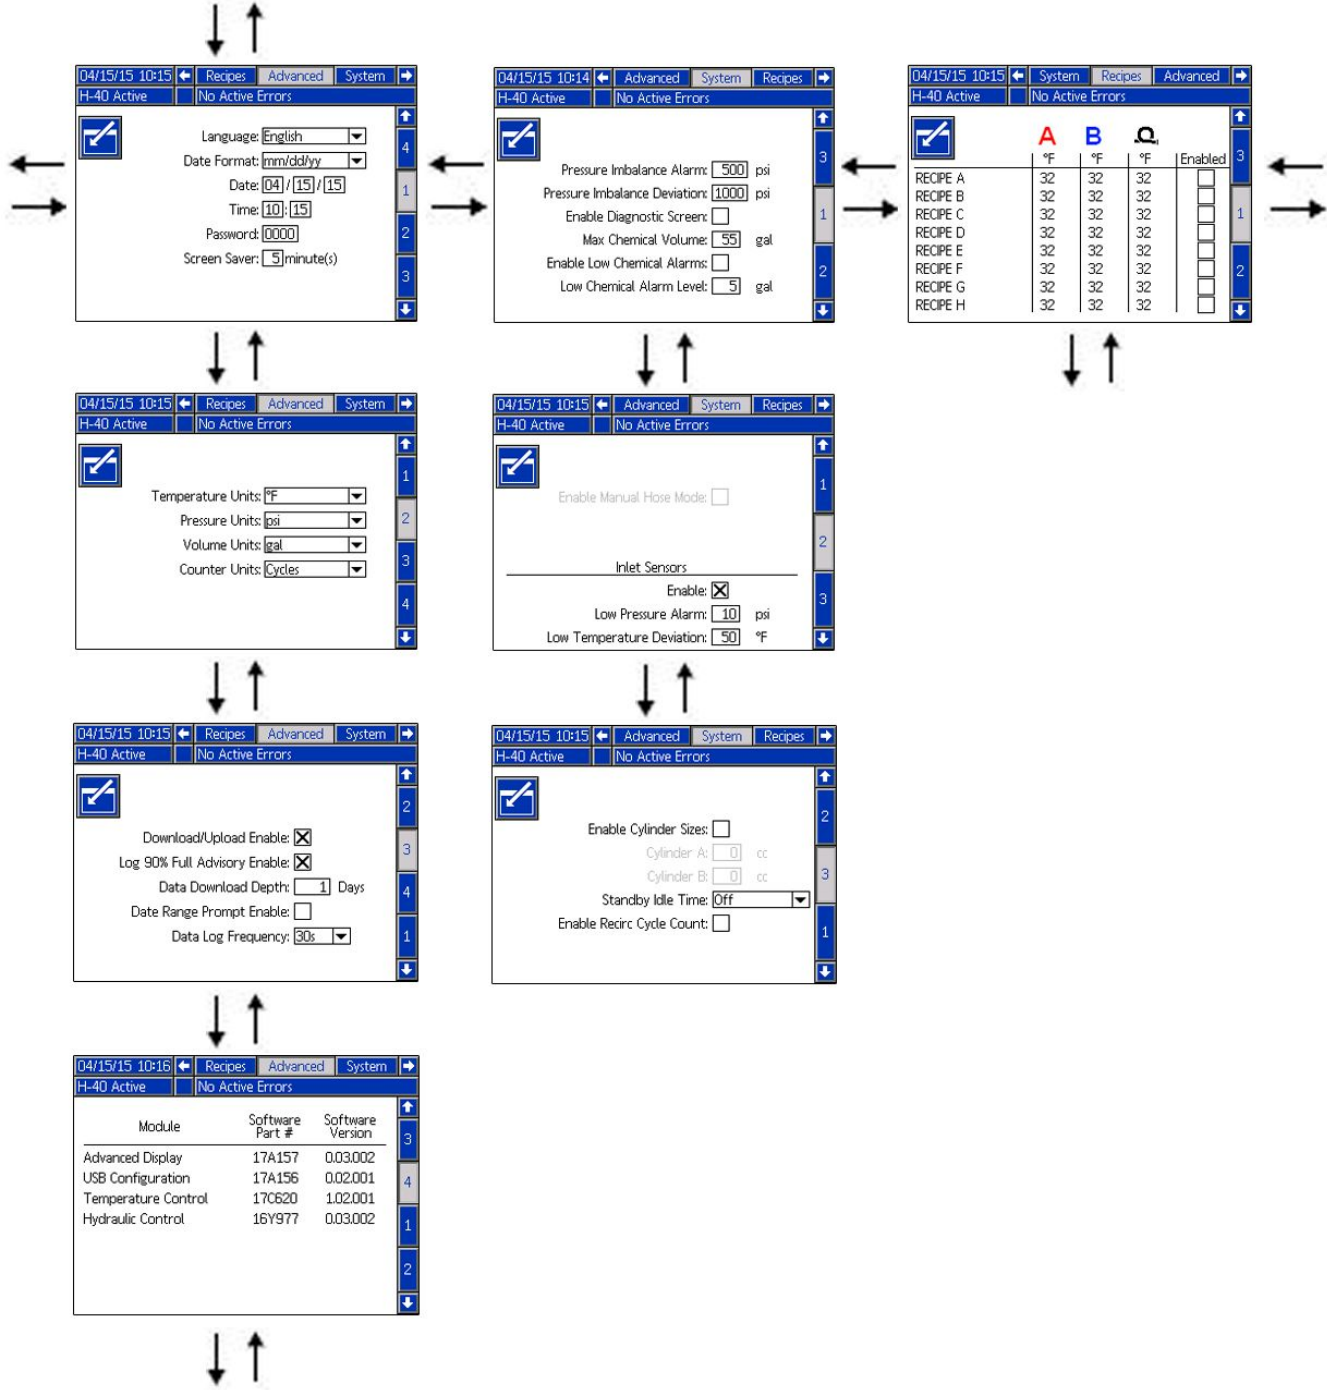 04/15/15 10:15 Recipes Advanced System
H-40 Active No Active Errors
Language: English
Date Format: mm/dd/yy
Date: 04 / 15 / 15
Time: 10 : 15
Password: 0000
Screen Saver: 5 minute(s)
4
1
2
3
04/15/15 10:14 Advanced System Recipes
H-40 Active No Active Errors
Pressure Imbalance Alarm: 500 psi
Pressure Imbalance Deviation: 1000 psi
Enable Diagnostic Screen:
Max Chemical Volume: 55 gal
Enable Low Chemical Alarms:
Low Chemical Alarm Level: 5 gal
3
1
2
04/15/15 10:15 System Recipes Advanced
H-40 Active No Active Errors
A B
°F °F °F Enabled
RECIPE A 32 32 32
RECIPE B 32 32 32
RECIPE C 32 32 32
RECIPE D 32 32 32
RECIPE E 32 32 32
RECIPE F 32 32 32
RECIPE G 32 32 32
RECIPE H 32 32 32
3
1
2
04/15/15 10:15 Recipes Advanced System
H-40 Active No Active Errors
Temperature Units: °F
Pressure Units: psi
Volume Units: gal
Counter Units: Cycles
1
2
3
4
04/15/15 10:15 Advanced System Recipes
H-40 Active No Active Errors
Enable Manual Hose Mode:
Inlet Sensors
Enable:
Low Pressure Alarm: 10 psi
Low Temperature Deviation: 50 °F
1
2
3
04/15/15 10:15 Recipes Advanced System
H-40 Active No Active Errors
Download/Upload Enable:
Log 90% Full Advisory Enable:
Data Download Depth: 1 Days
Date Range Prompt Enable:
Data Log Frequency: 30s
2
3
4
1
04/15/15 10:15 Advanced System Recipes
H-40 Active No Active Errors
Enable Cylinder Sizes:
Cylinder A: 0 cc
Cylinder B: 0 cc
Standby Idle Time: Off
Enable Recirc Cycle Count:
2
3
1
04/15/15 10:16 Recipes Advanced System
H-40 Active No Active Errors
Module Software Part # Software Version
Advanced Display 17A157 0.03.002
USB Configuration 17A156 0.02.001
Temperature Control 17C620 1.02.001
Hydraulic Control 16Y977 0.03.002
3
4
1
2